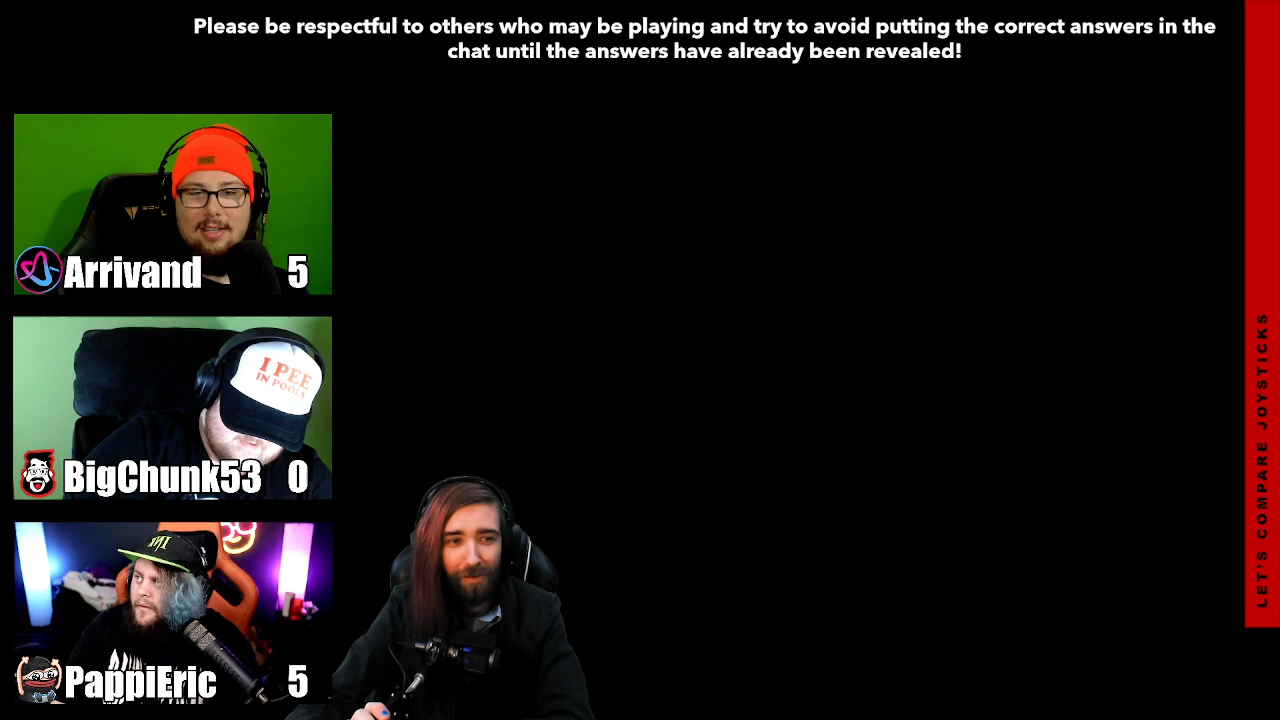 Please be respectful to others who may be playing and try to avoid putting the correct answers in the
chat until the answers have already been revealed!
Arrivand 5
I PEE
IN POOLS
BigChunk53 0
PappiEric 5
LET'S COMPARE JOYSTICKS